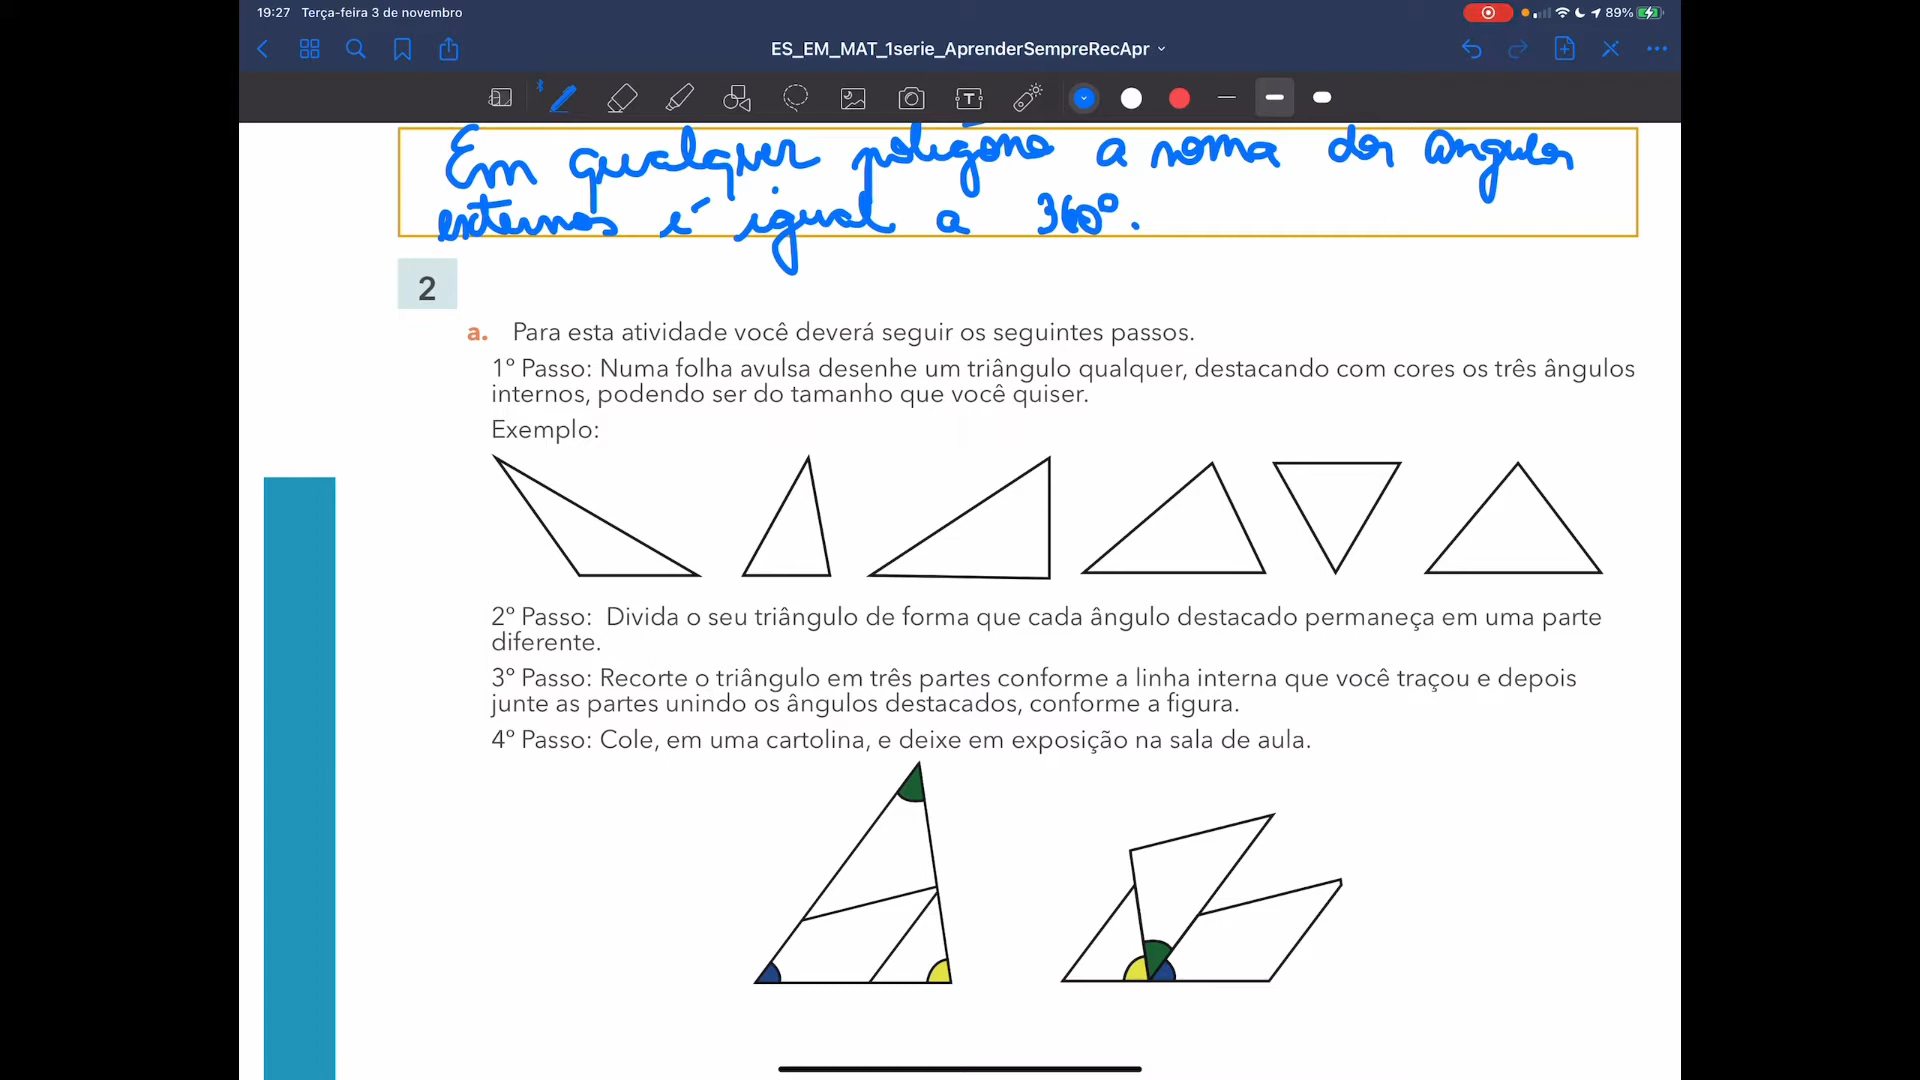 19:27 Terça-feira 3 de novembro
89%
ES_EM_MAT_1serie_AprenderSempreRecApr
Em qualquer polígono a soma dos ângulos
externos é igual a 360°.
2
a. Para esta atividade você deverá seguir os seguintes passos.
1º Passo: Numa folha avulsa desenhe um triângulo qualquer, destacando com cores os três ângulos
internos, podendo ser do tamanho que você quiser.
Exemplo:
2º Passo: Divida o seu triângulo de forma que cada ângulo destacado permaneça em uma parte
diferente.
3º Passo: Recorte o triângulo em três partes conforme a linha interna que você traçou e depois
junte as partes unindo os ângulos destacados, conforme a figura.
4º Passo: Cole, em uma cartolina, e deixe em exposição na sala de aula.